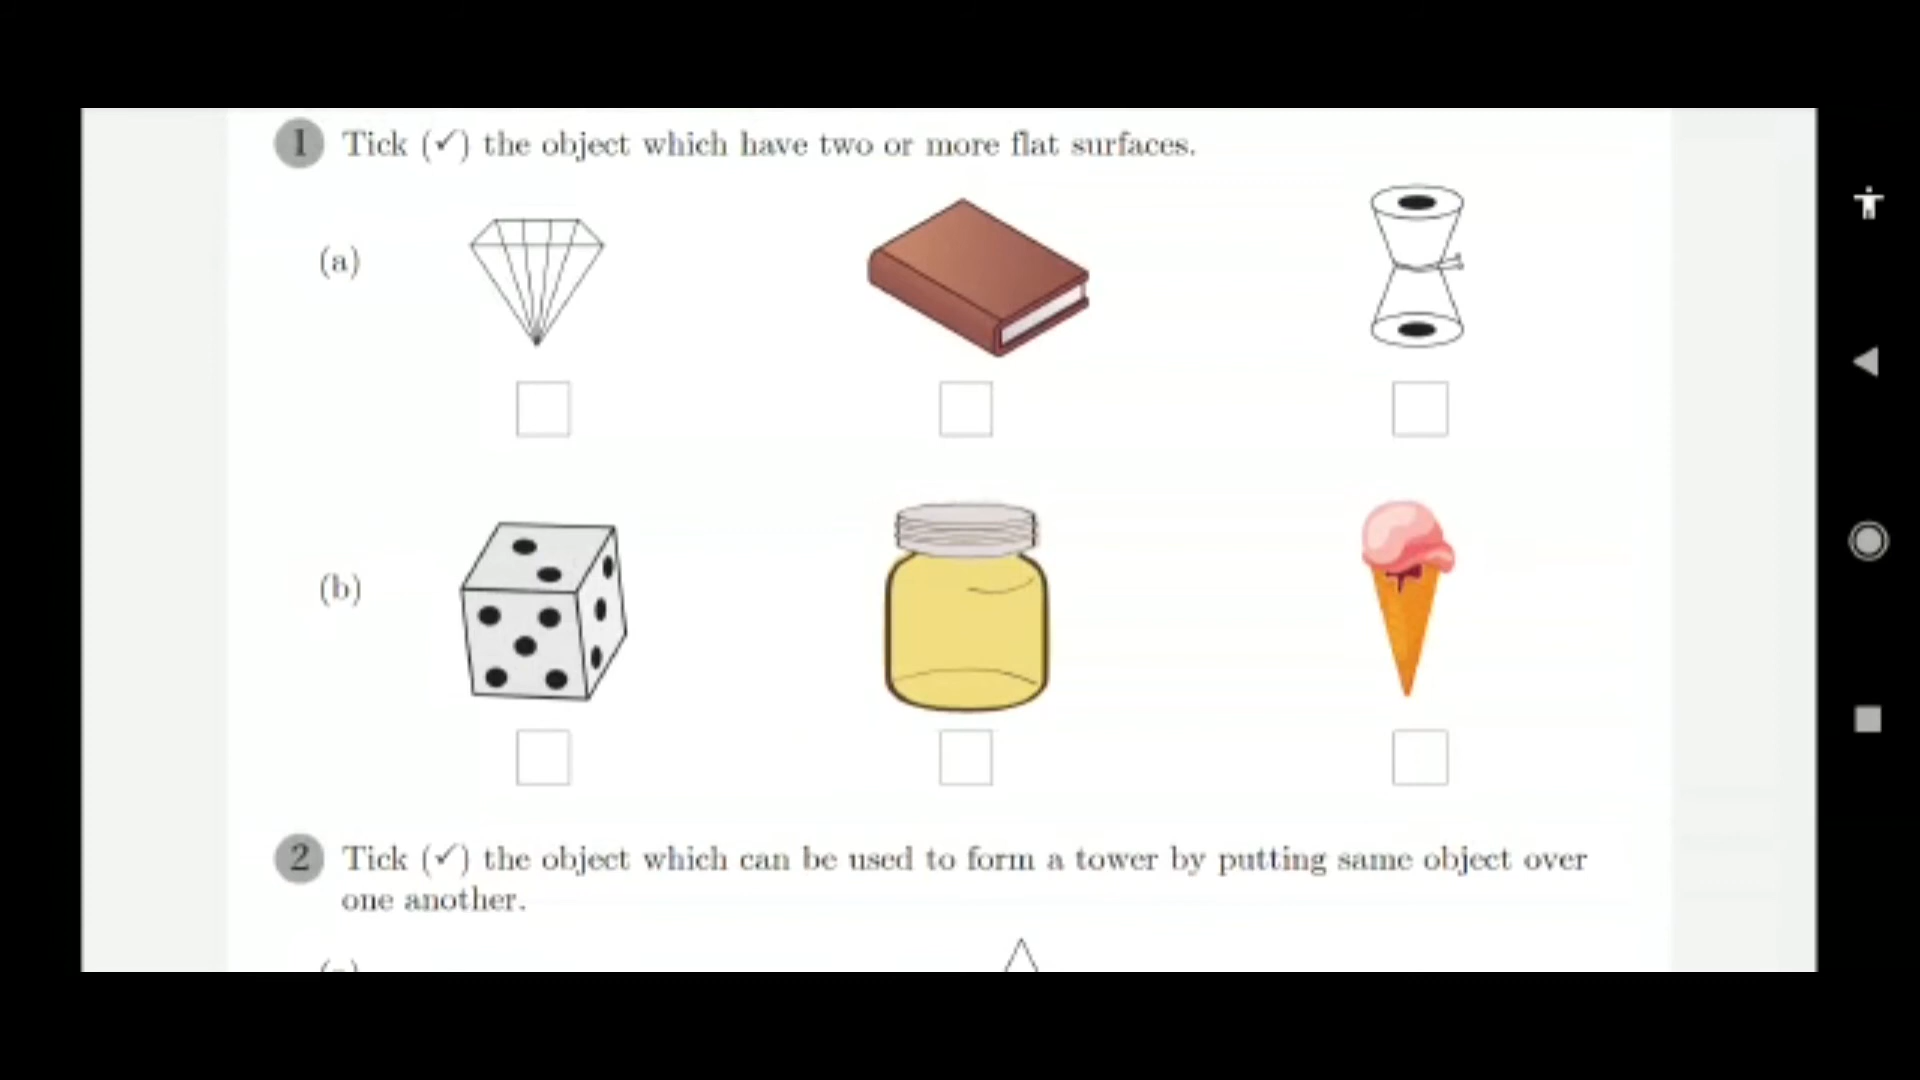 1 Tick (✓) the object which have two or more flat surfaces.
(a)
(b)
2 Tick (✓) the object which can be used to form a tower by putting same object over
one another.